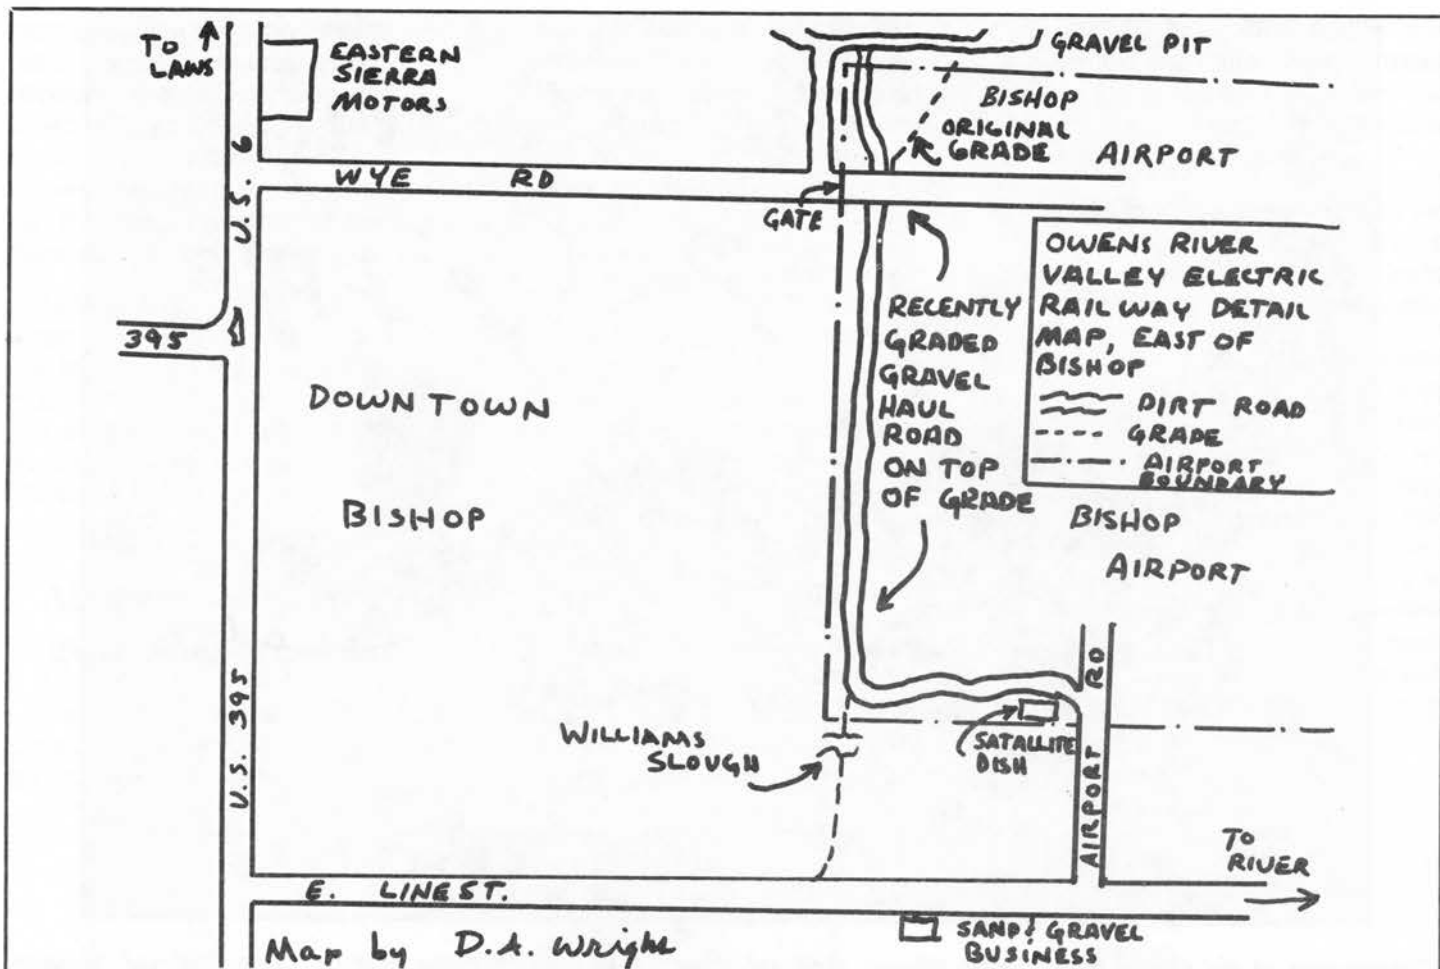 TO
LAWS
EASTERN
SIERRA
MOTORS
GRAVEL PIT
BISHOP
ORIGINAL
GRADE
AIRPORT
U.S. 6
WYE RD
GATE
395
OWENS RIVER
VALLEY ELECTRIC
RAILWAY DETAIL
MAP, EAST OF
BISHOP
DIRT ROAD
GRADE
AIRPORT
BOUNDARY
RECENTLY
GRADED
GRAVEL
HAUL
ROAD
ON TOP
OF GRADE
DOWNTOWN
BISHOP
BISHOP
AIRPORT
U.S. 395
WILLIAMS
SLOUGH
SATALLITE
DISH
AIRPORT RD
TO
RIVER
E. LINE ST.
SAND & GRAVEL
BUSINESS
Map by D.A. Wright